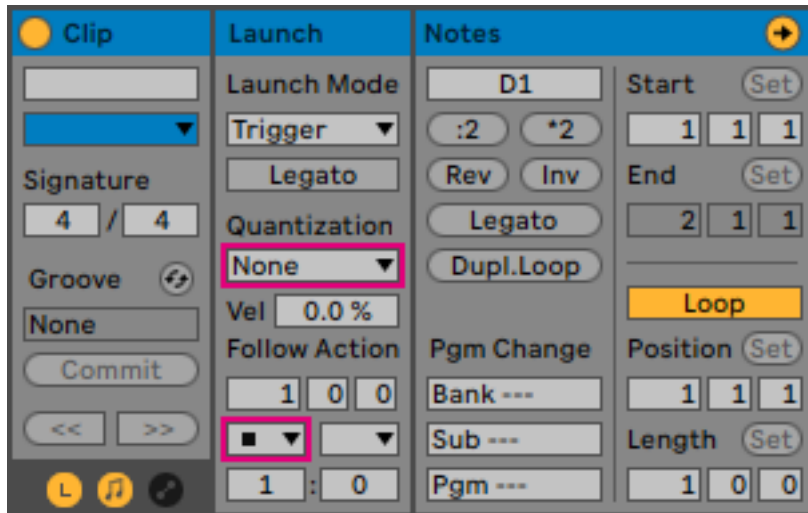 Clip
Signature
4 / 4
Groove
None
Commit
<< >>
L
Launch
Launch Mode
Trigger
Legato
Quantization
None
Vel 0.0 %
Follow Action
1 0 0
1 : 0
Notes
D1
:2 *2
Rev Inv
Legato
Dupl.Loop
Pgm Change
Bank ---
Sub ---
Pgm ---
Start Set
1 1 1
End Set
2 1 1
Loop
Position Set
1 1 1
Length Set
1 0 0